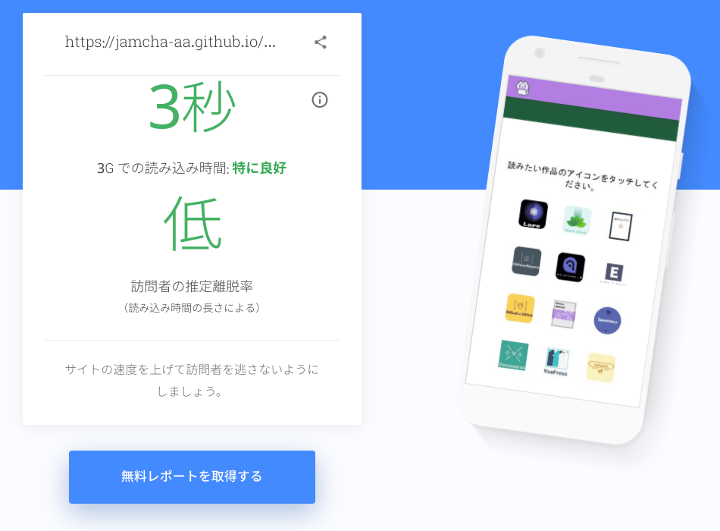 https://jamcha-aa.github.io/...
3秒
3G での読み込み時間: 特に良好
低
訪問者の推定離脱率
（読み込み時間の長さによる）
サイトの速度を上げて訪問者を逃さないように
しましょう。
無料レポートを取得する
読みたい作品のアイコンをタッチしてく
ださい。
Lore
E
Spacemacs
VuePress